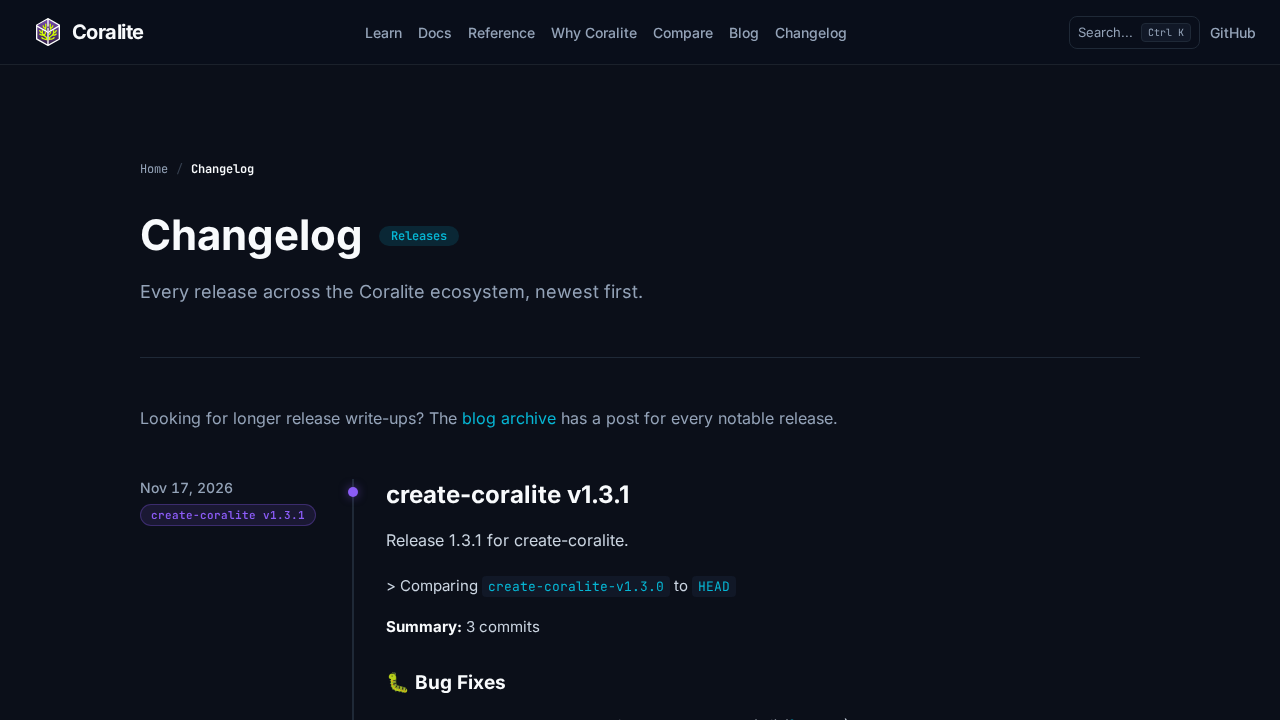 Coralite
Learn Docs Reference Why Coralite Compare Blog Changelog
Search... Ctrl K GitHub
Home / Changelog
Changelog Releases
Every release across the Coralite ecosystem, newest first.
Looking for longer release write-ups? The blog archive has a post for every notable release.
Nov 17, 2026
create-coralite v1.3.1
create-coralite v1.3.1
Release 1.3.1 for create-coralite.
> Comparing create-coralite-v1.3.0 to HEAD
Summary: 3 commits
🐛 Bug Fixes